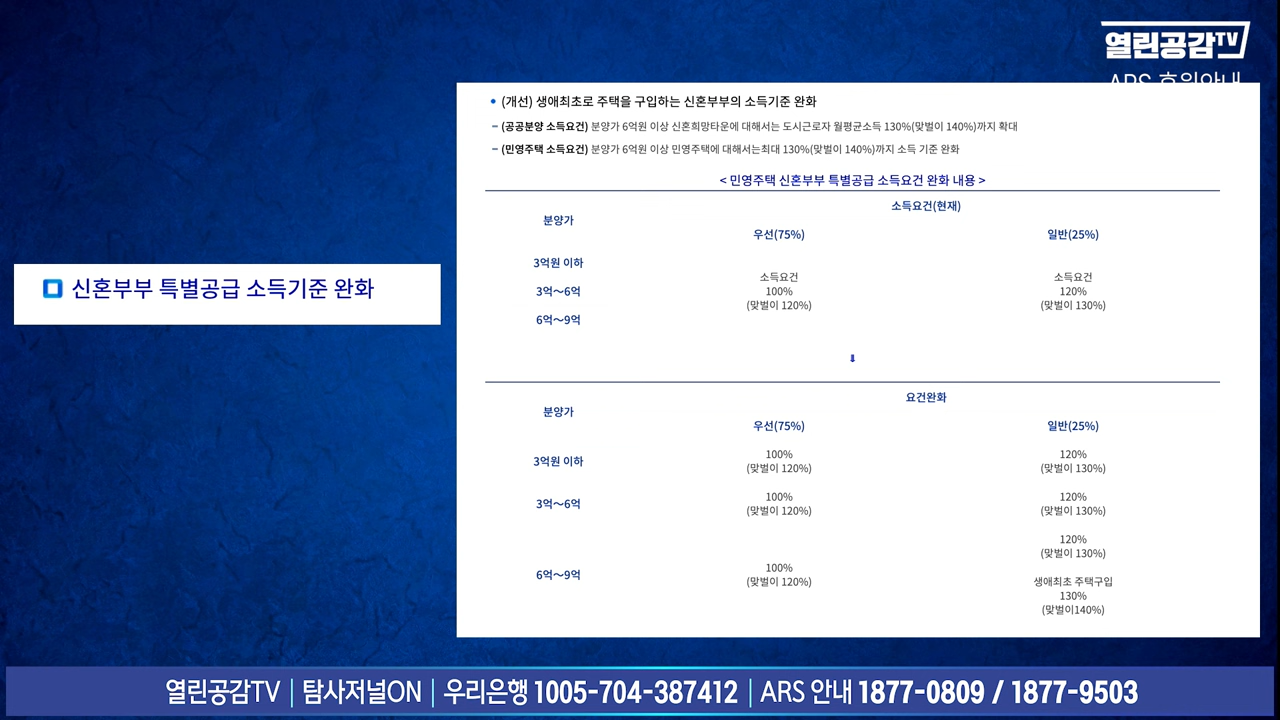 열린공감TV
ARS 후원안내
• (개선) 생애최초로 주택을 구입하는 신혼부부의 소득기준 완화
– (공공분양 소득요건) 분양가 6억원 이상 신혼희망타운에 대해서는 도시근로자 월평균소득 130%(맞벌이 140%)까지 확대
– (민영주택 소득요건) 분양가 6억원 이상 민영주택에 대해서는최대 130%(맞벌이 140%)까지 소득 기준 완화
< 민영주택 신혼부부 특별공급 소득요건 완화 내용 >
분양가
소득요건(현재)
우선(75%)
일반(25%)
3억원 이하
3억～6억
6억～9억
소득요건
100%
(맞벌이 120%)
소득요건
120%
(맞벌이 130%)
⬇
분양가
요건완화
우선(75%)
일반(25%)
3억원 이하
100%
(맞벌이 120%)
120%
(맞벌이 130%)
3억～6억
100%
(맞벌이 120%)
120%
(맞벌이 130%)
6억～9억
100%
(맞벌이 120%)
120%
(맞벌이 130%)
생애최초 주택구입
130%
(맞벌이140%)
신혼부부 특별공급 소득기준 완화
열린공감TV | 탐사저널ON | 우리은행 1005-704-387412 | ARS 안내 1877-0809 / 1877-9503